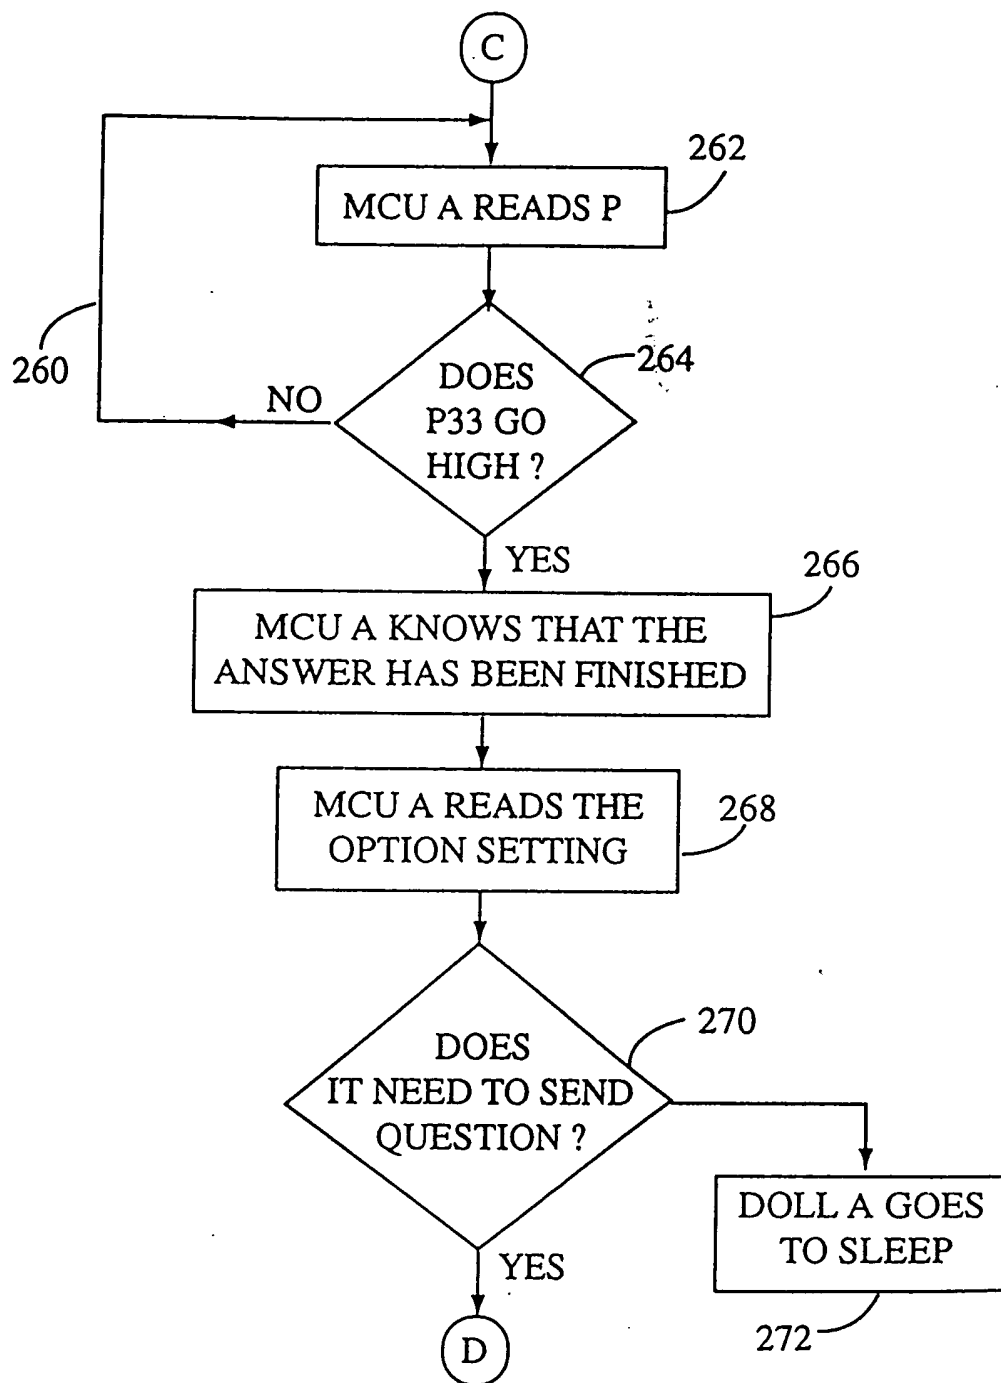 C
262
MCU A READS P
260
264
DOES
P33 GO
HIGH ?
NO
YES
266
MCU A KNOWS THAT THE
ANSWER HAS BEEN FINISHED
MCU A READS THE
OPTION SETTING
268
270
DOES
IT NEED TO SEND
QUESTION ?
DOLL A GOES
TO SLEEP
YES
272
D